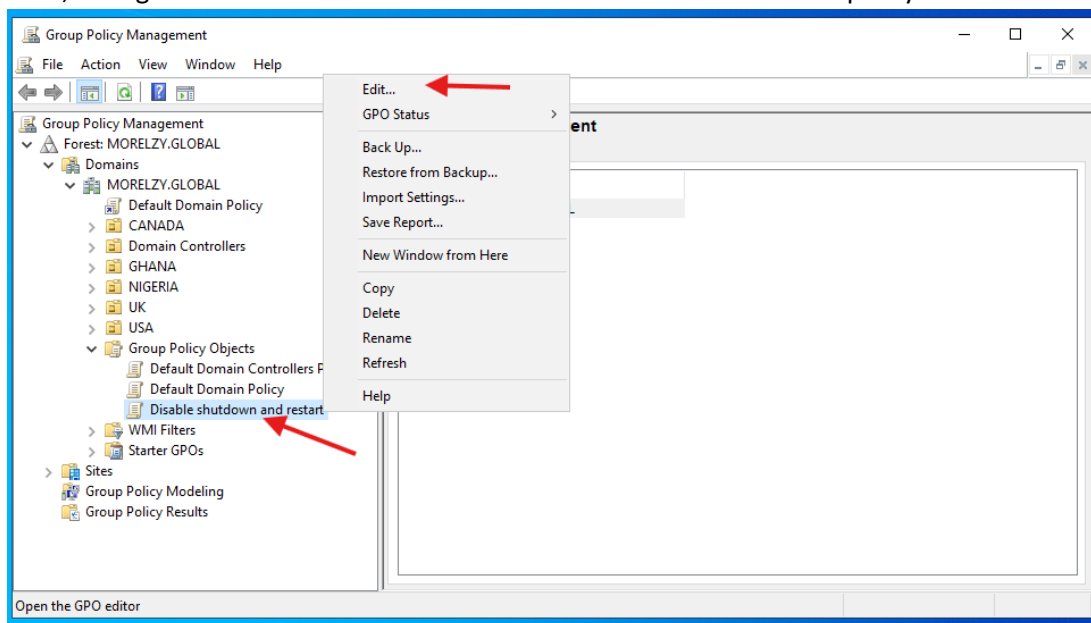 Group Policy Management
File Action View Window Help
Group Policy Management
Forest: MORELZY.GLOBAL
Domains
MORELZY.GLOBAL
Default Domain Policy
CANADA
Domain Controllers
GHANA
NIGERIA
UK
USA
Group Policy Objects
Default Domain Controllers P
Default Domain Policy
Disable shutdown and restart
WMI Filters
Starter GPOs
Sites
Group Policy Modeling
Group Policy Results
Edit...
GPO Status
Back Up...
Restore from Backup...
Import Settings...
Save Report...
New Window from Here
Copy
Delete
Rename
Refresh
Help
ent
Open the GPO editor